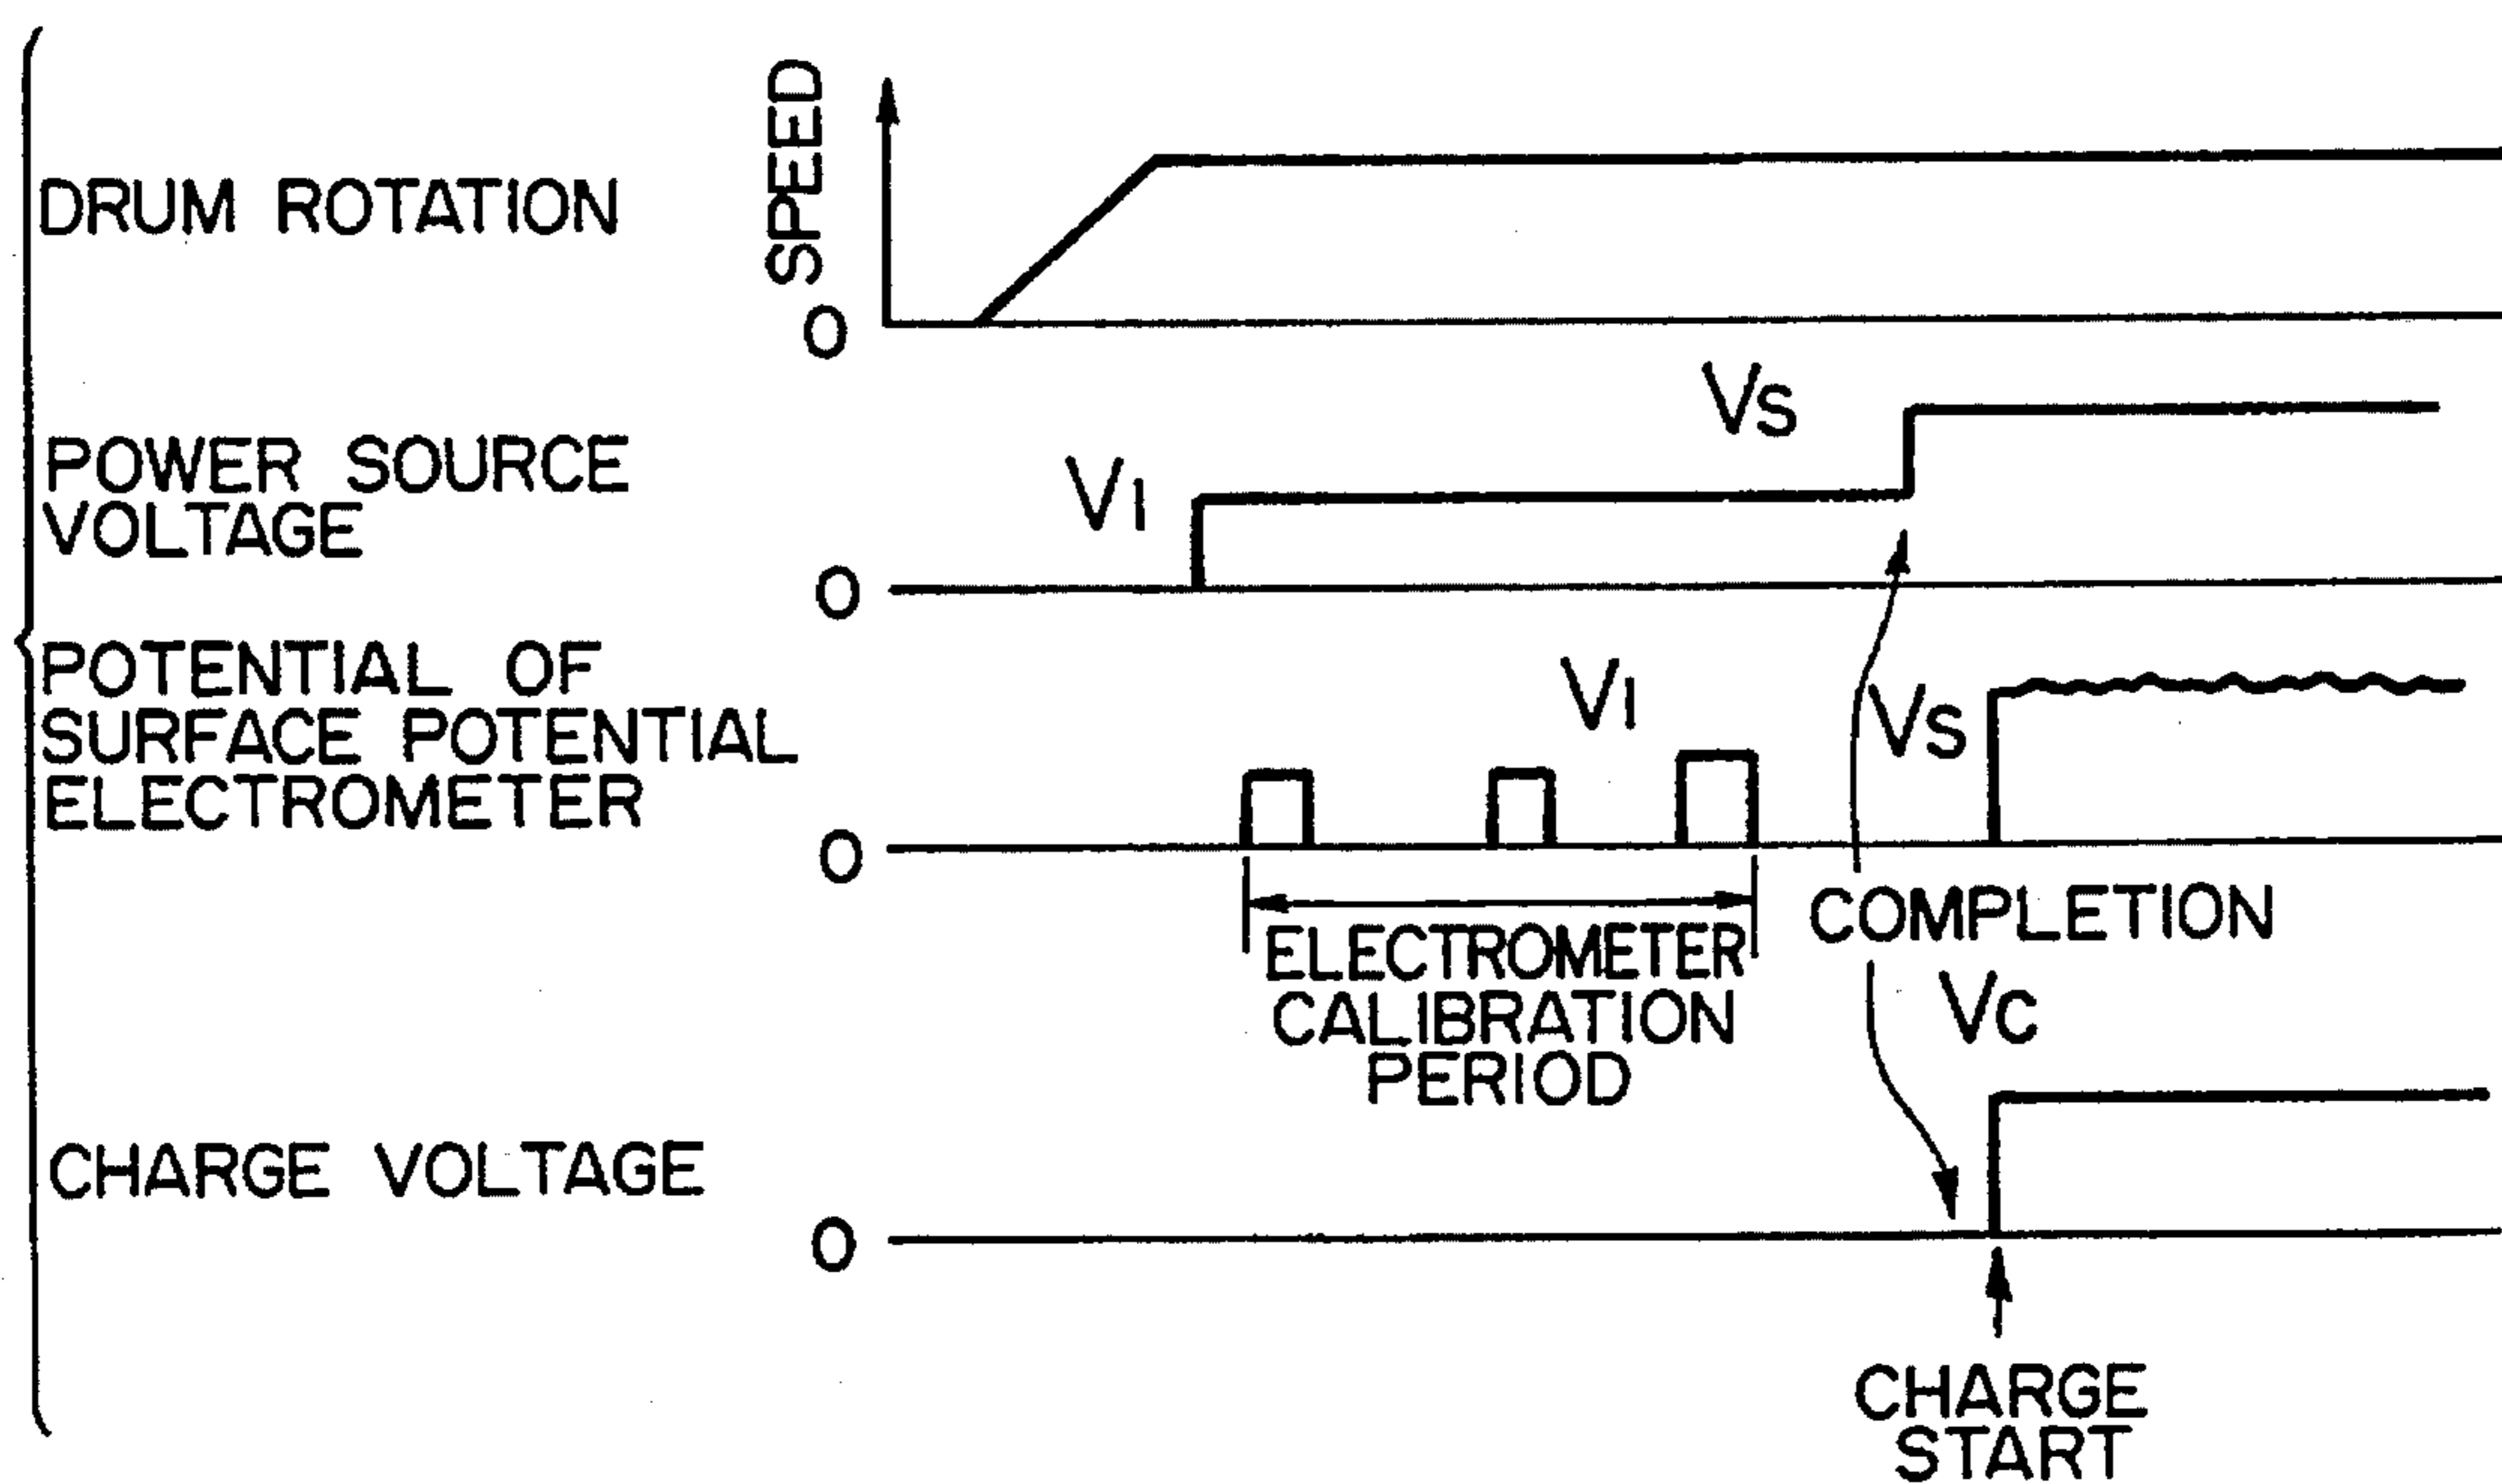 DRUM ROTATION
SPEED
0
POWER SOURCE
VOLTAGE
V1
VS
0
POTENTIAL OF
SURFACE POTENTIAL
ELECTROMETER
V1
VS
0
ELECTROMETER
CALIBRATION
PERIOD
COMPLETION
VC
CHARGE VOLTAGE
0
CHARGE
START